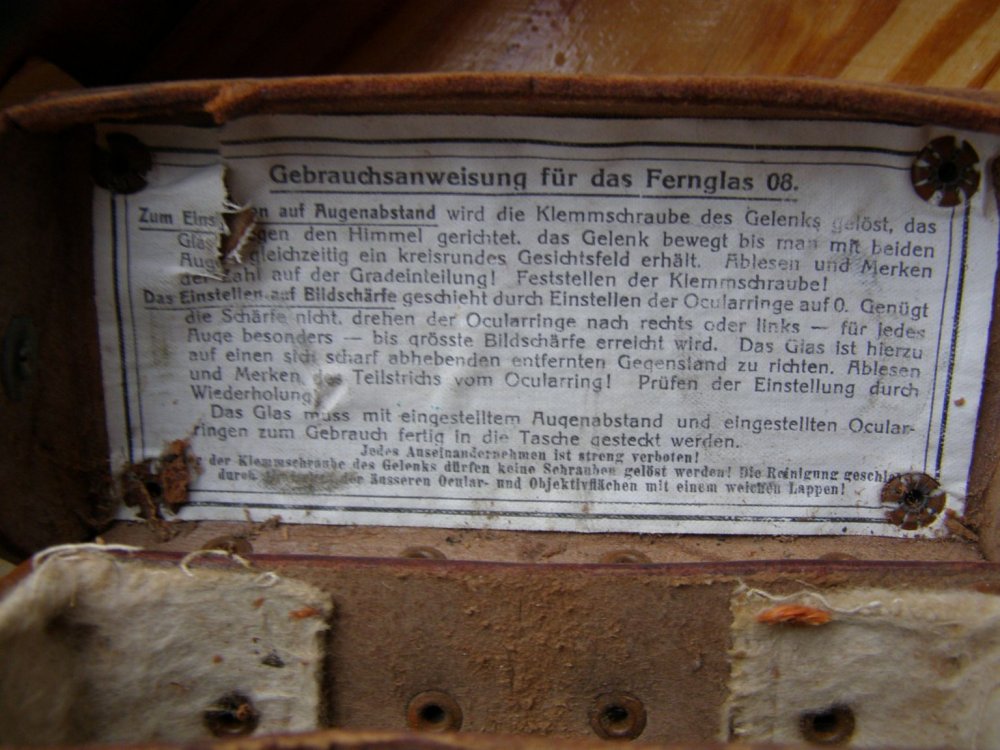 Gebrauchsanweisung für das Fernglas 08.
Zum Eins on auf Augenabstand wird die Klemmschraube des Gelenks gelöst, das
Glas gen den Himmel gerichtet, das Gelenk bewegt bis man mit beiden
Aug gleichzeitig ein kreisrundes Gesichtsfeld erhält. Ablesen und Merken
der Zahl auf der Gradeinteilung! Feststellen der Klemmschraube!
Das Einstellen auf Bildschärfe geschieht durch Einstellen der Ocularringe auf 0. Genügt
die Schärfe nicht, drehen der Ocularringe nach rechts oder links — für jedes
Auge besonders — bis grösste Bildschärfe erreicht wird. Das Glas ist hierzu
auf einen sich scharf abhebenden entfernten Gegenstand zu richten. Ablesen
und Merken des Teilstrichs vom Ocularring! Prüfen der Einstellung durch
Wiederholung
Das Glas muss mit eingestelltem Augenabstand und eingestellten Ocular-
ringen zum Gebrauch fertig in die Tasche gesteckt werden.
Jedes Auseinandernehmen ist streng verboten!
der Klemmschraube des Gelenks dürfen keine Schrauben gelöst werden! Die Reinigung geschie
durch der äusseren Ocular- und Objektivflächen mit einem weichen Lappen!